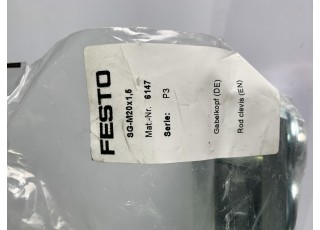 FESTO
SG-M20x1,5
Mat.-Nr. 6147
Serie: P3
Gabelkopf (DE)
Rod clevis (EN)